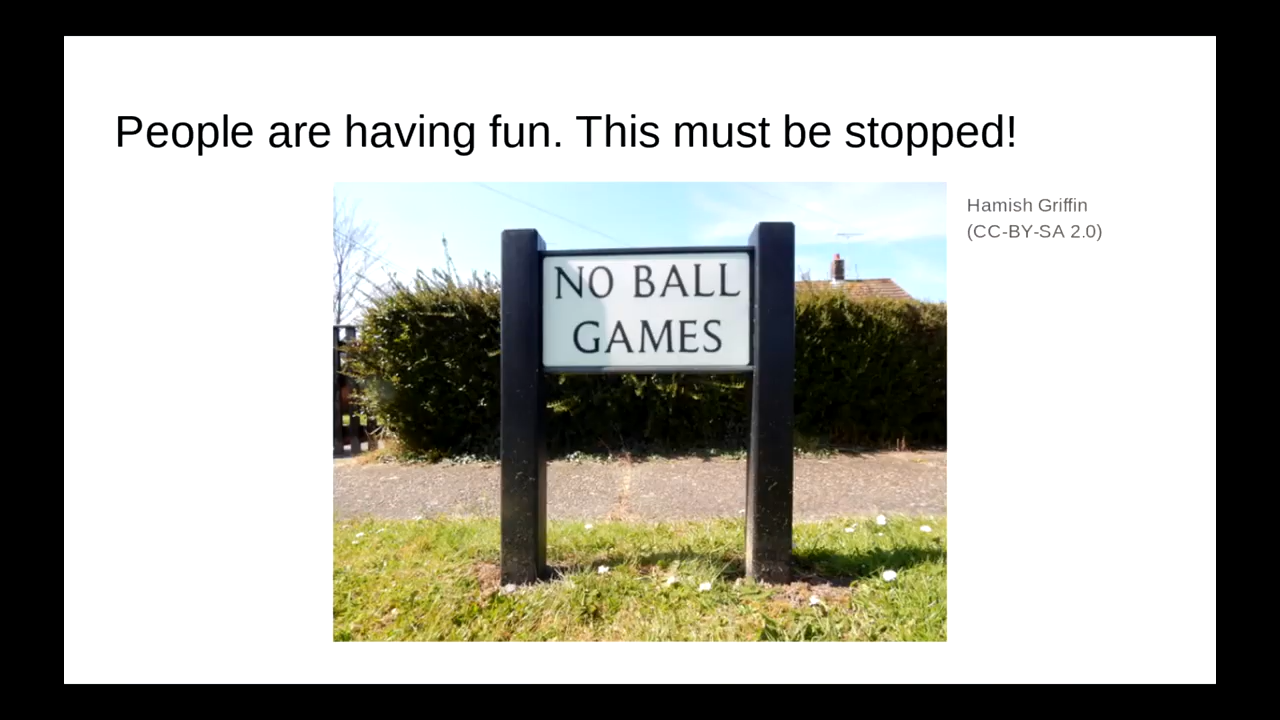 People are having fun. This must be stopped!
Hamish Griffin
(CC-BY-SA 2.0)
NO BALL
GAMES